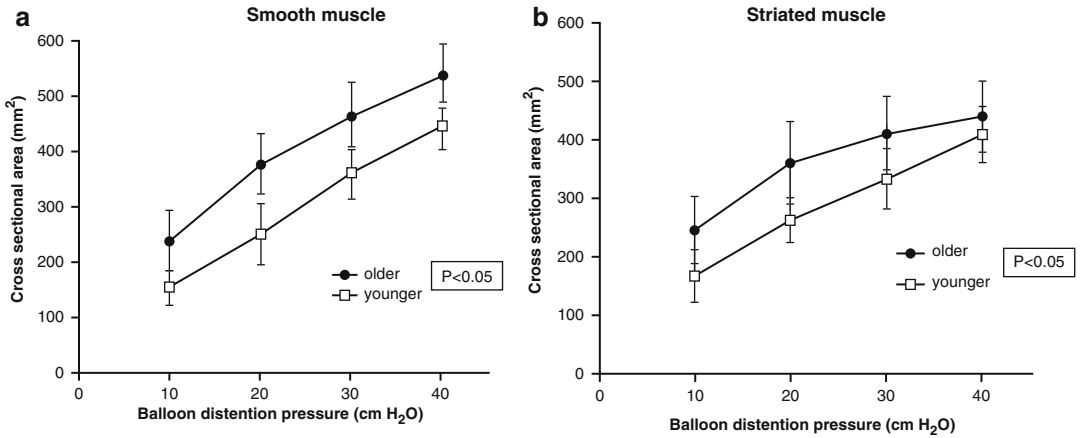 a
Smooth muscle
600
500
400
300
200
100
0
0
10
20
30
40
Cross sectional area (mm²)
Balloon distention pressure (cm H₂O)
older
younger
P<0.05
b
Striated muscle
600
500
400
300
200
100
0
0
10
20
30
40
Cross sectional area (mm²)
Balloon distention pressure (cm H₂O)
older
younger
P<0.05